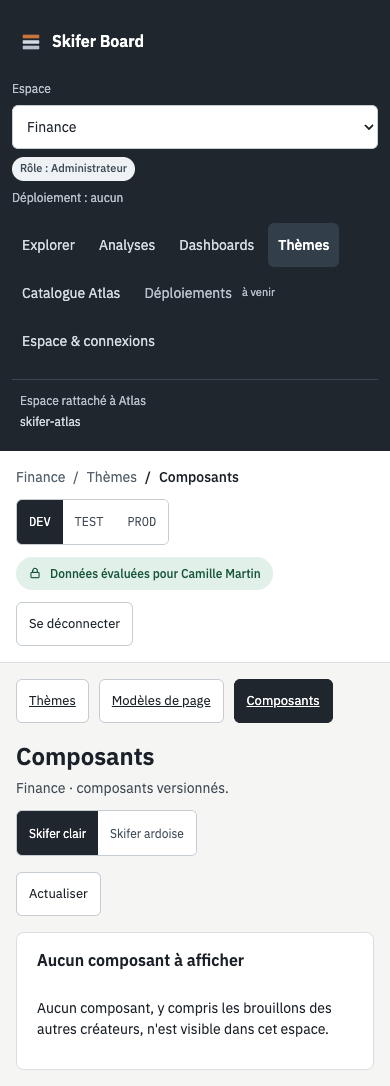 Skifer Board
Espace
Finance
Rôle : Administrateur
Déploiement : aucun
Explorer Analyses Dashboards Thèmes
Catalogue Atlas Déploiements à venir
Espace & connexions
Espace rattaché à Atlas
skifer-atlas
Finance / Thèmes / Composants
DEV TEST PROD
Données évaluées pour Camille Martin
Se déconnecter
Thèmes Modèles de page Composants
Composants
Finance · composants versionnés.
Skifer clair Skifer ardoise
Actualiser
Aucun composant à afficher
Aucun composant, y compris les brouillons des
autres créateurs, n'est visible dans cet espace.